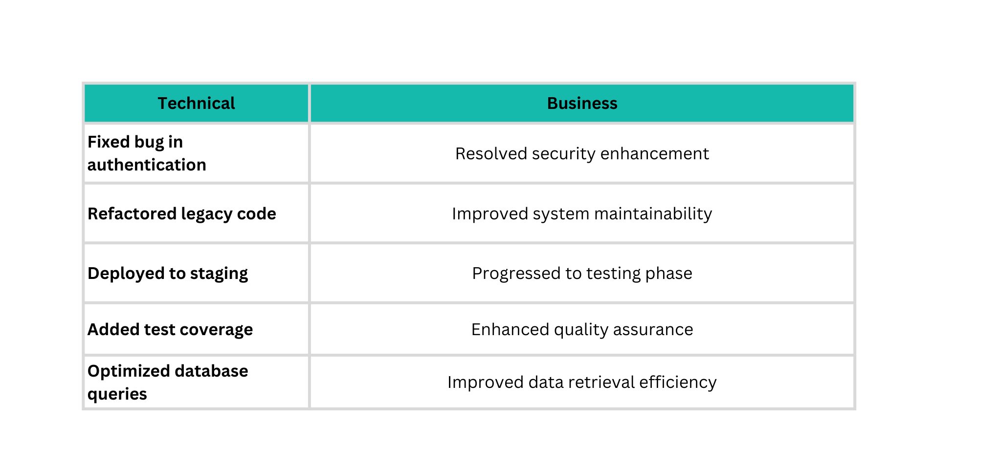 Technical
Business
Fixed bug in
authentication
Resolved security enhancement
Refactored legacy code
Improved system maintainability
Deployed to staging
Progressed to testing phase
Added test coverage
Enhanced quality assurance
Optimized database
queries
Improved data retrieval efficiency